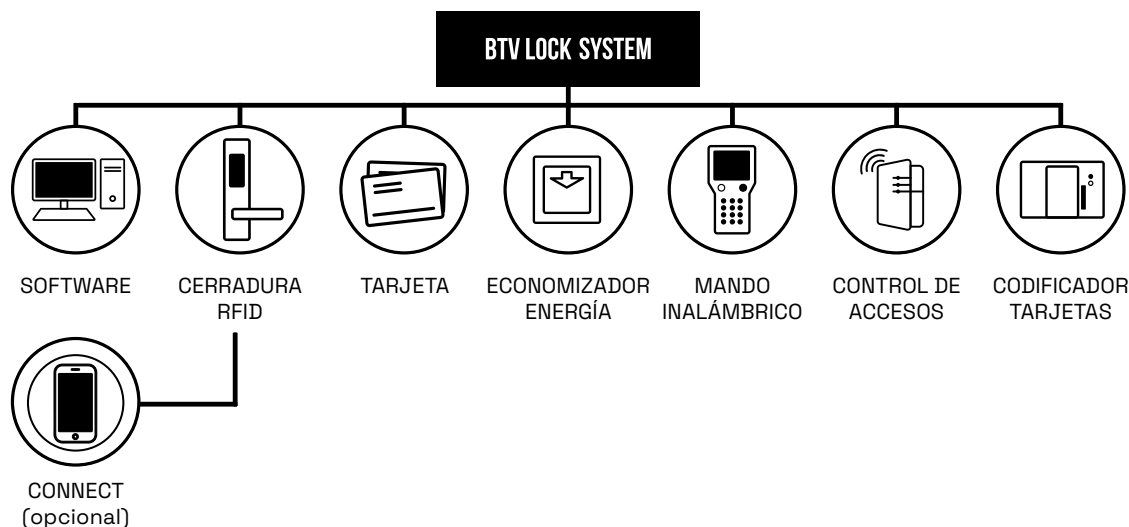 BTV LOCK SYSTEM
SOFTWARE
CERRADURA
RFID
TARJETA
ECONOMIZADOR
ENERGÍA
MANDO
INALÁMBRICO
CONTROL DE
ACCESOS
CODIFICADOR
TARJETAS
CONNECT
(opcional)